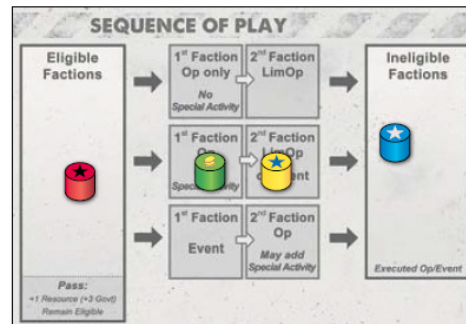 SEQUENCE OF PLAY
Eligible
Factions
1st Faction
Op only
No
Special Activity
2nd Faction
LimOp
Ineligible
Factions
1st Faction
Op
2nd Faction
LimOp
1st Faction
Event
2nd Faction
Op
May add
Special Activity
Pass:
+1 Resource (+3 Govt)
Remain Eligible
Executed Op/Event